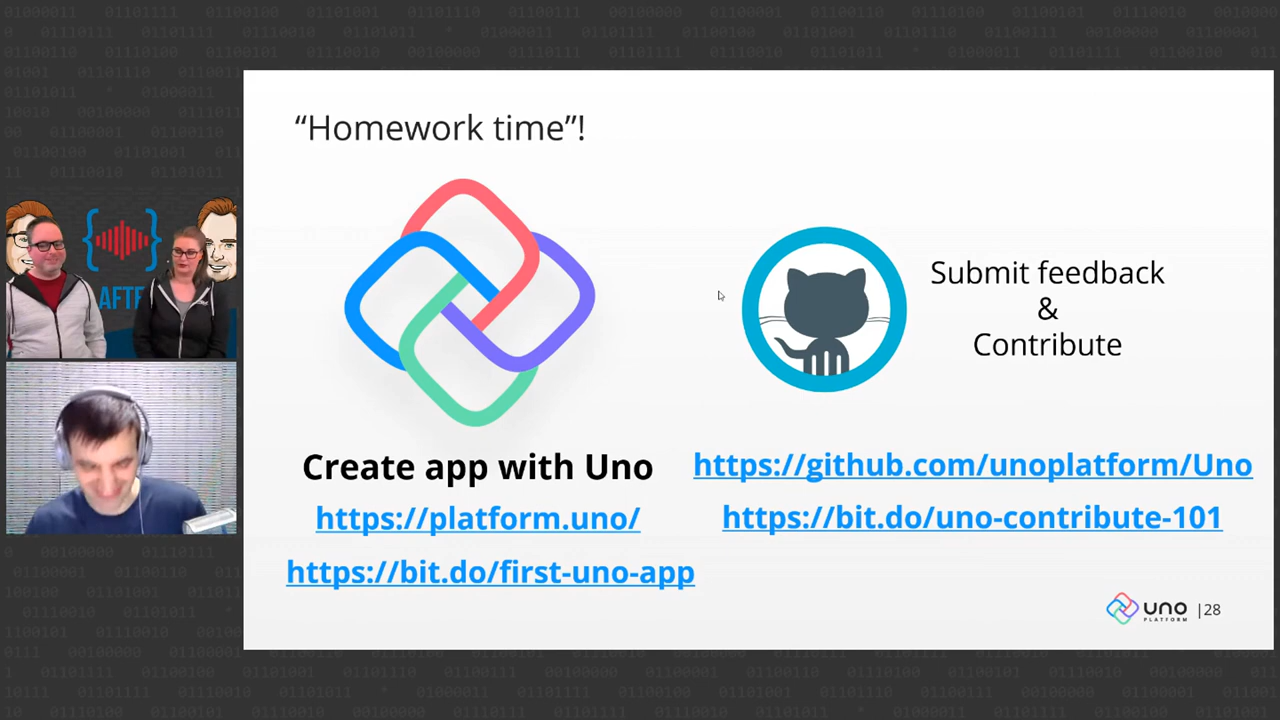 “Homework time”!
Submit feedback
&
Contribute
Create app with Uno
https://platform.uno/
https://bit.do/first-uno-app
https://github.com/unoplatform/Uno
https://bit.do/uno-contribute-101
uno
PLATFORM
|28
AFTE